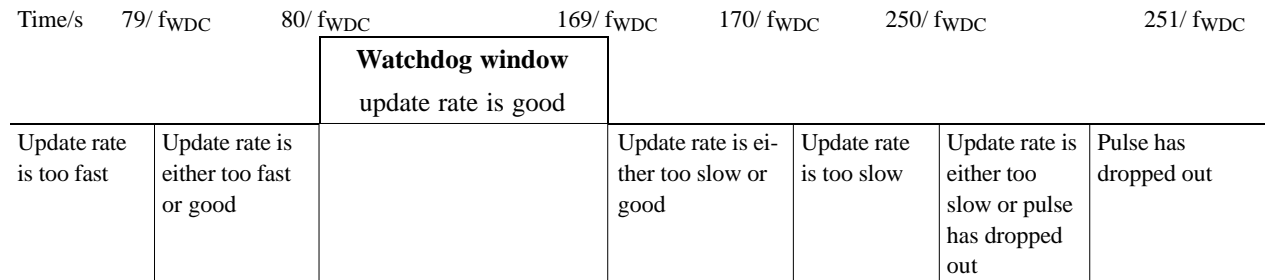 Time/s 79/ fWDC 80/ fWDC 169/ fWDC 170/ fWDC 250/ fWDC 251/ fWDC
Watchdog window
update rate is good
Update rate
is too fast
Update rate is
either too fast
or good
Update rate is ei-
ther too slow or
good
Update rate
is too slow
Update rate is
either too
slow or pulse
has dropped
out
Pulse has
dropped out